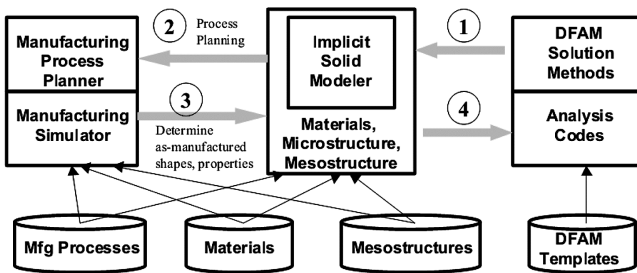 Manufacturing
Process
Planner
Manufacturing
Simulator
2
Process
Planning
3
Determine
as-manufactured
shapes, properties
Implicit
Solid
Modeler
Materials,
Microstructure,
Mesostructure
1
4
DFAM
Solution
Methods
Analysis
Codes
Mfg Processes
Materials
Mesostructures
DFAM
Templates